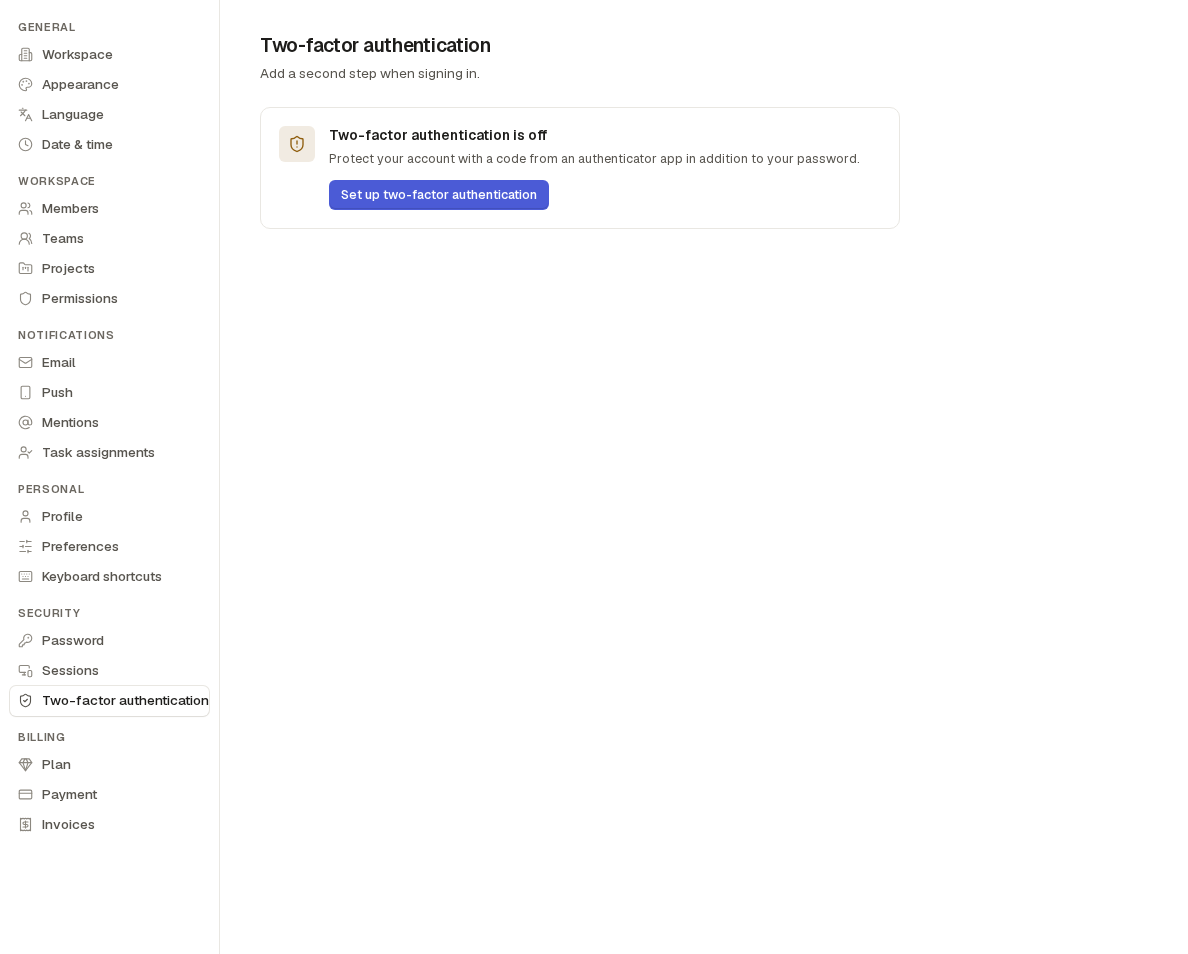 GENERAL
Workspace
Appearance
Language
Date & time
WORKSPACE
Members
Teams
Projects
Permissions
NOTIFICATIONS
Email
Push
Mentions
Task assignments
PERSONAL
Profile
Preferences
Keyboard shortcuts
SECURITY
Password
Sessions
Two-factor authentication
BILLING
Plan
Payment
Invoices
Two-factor authentication
Add a second step when signing in.
Two-factor authentication is off
Protect your account with a code from an authenticator app in addition to your password.
Set up two-factor authentication